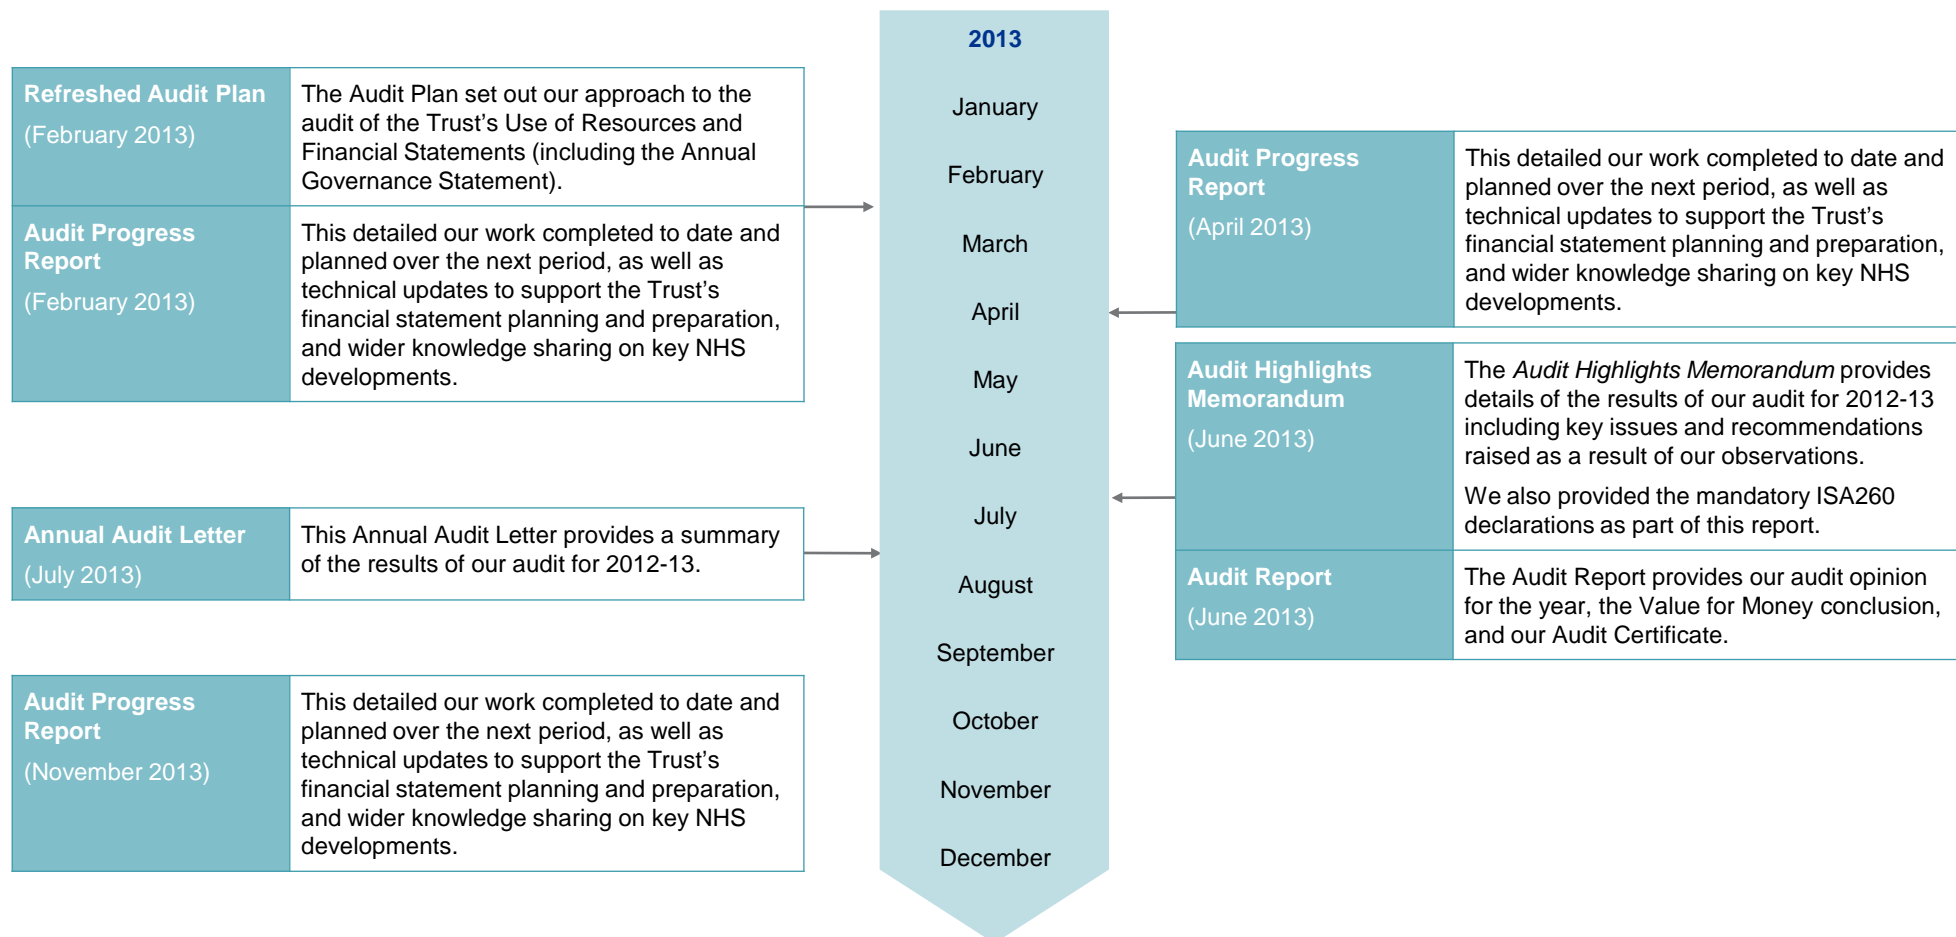 Refreshed Audit Plan
(February 2013)
The Audit Plan set out our approach to the
audit of the Trust’s Use of Resources and
Financial Statements (including the Annual
Governance Statement).
Audit Progress
Report
(February 2013)
This detailed our work completed to date and
planned over the next period, as well as
technical updates to support the Trust’s
financial statement planning and preparation,
and wider knowledge sharing on key NHS
developments.
Annual Audit Letter
(July 2013)
This Annual Audit Letter provides a summary
of the results of our audit for 2012-13.
Audit Progress
Report
(November 2013)
This detailed our work completed to date and
planned over the next period, as well as
technical updates to support the Trust’s
financial statement planning and preparation,
and wider knowledge sharing on key NHS
developments.
2013
January
February
March
April
May
June
July
August
September
October
November
December
Audit Progress
Report
(April 2013)
This detailed our work completed to date and
planned over the next period, as well as
technical updates to support the Trust’s
financial statement planning and preparation,
and wider knowledge sharing on key NHS
developments.
Audit Highlights
Memorandum
(June 2013)
The Audit Highlights Memorandum provides
details of the results of our audit for 2012-13
including key issues and recommendations
raised as a result of our observations.
We also provided the mandatory ISA260
declarations as part of this report.
Audit Report
(June 2013)
The Audit Report provides our audit opinion
for the year, the Value for Money conclusion,
and our Audit Certificate.